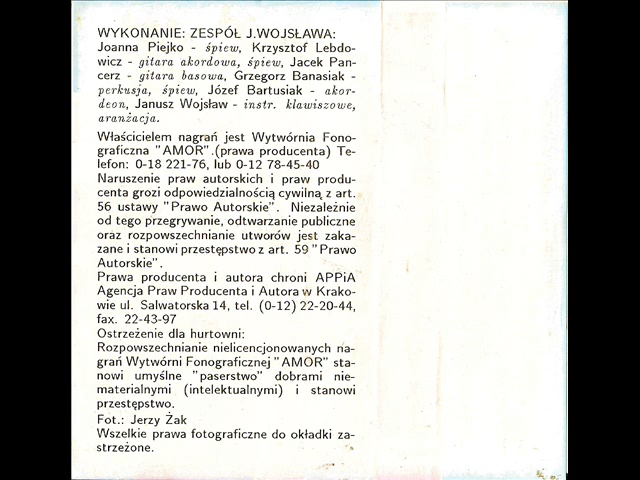 WYKONANIE: ZESPÓŁ J.WOJSŁAWA:
Joanna Piejko - śpiew, Krzysztof Lebdo-
wicz - gitara akordowa, śpiew, Jacek Pan-
cerz - gitara basowa, Grzegorz Banasiak -
perkusja, śpiew, Józef Bartusiak - akor-
deon, Janusz Wojsław - instr. klawiszowe,
aranżacja.
Właścicielem nagrań jest Wytwórnia Fono-
graficzna "AMOR".(prawa producenta) Te-
lefon: 0-18 221-76, lub 0-12 78-45-40
Naruszenie praw autorskich i praw produ-
centa grozi odpowiedzialnością cywilną z art.
56 ustawy "Prawo Autorskie". Niezależnie
od tego przegrywanie, odtwarzanie publiczne
oraz rozpowszechnianie utworów jest zaka-
zane i stanowi przestępstwo z art. 59 "Prawo
Autorskie".
Prawa producenta i autora chroni APPiA
Agencja Praw Producenta i Autora w Krako-
wie ul. Salwatorska 14, tel. (0-12) 22-20-44,
fax. 22-43-97
Ostrzeżenie dla hurtowni:
Rozpowszechnianie nielicencjonowanych na-
grań Wytwórni Fonograficznej "AMOR" sta-
nowi umyślne "paserstwo" dobrami nie-
materialnymi (intelektualnymi) i stanowi
przestępstwo.
Fot.: Jerzy Żak
Wszelkie prawa fotograficzne do okładki za-
strzeżone.